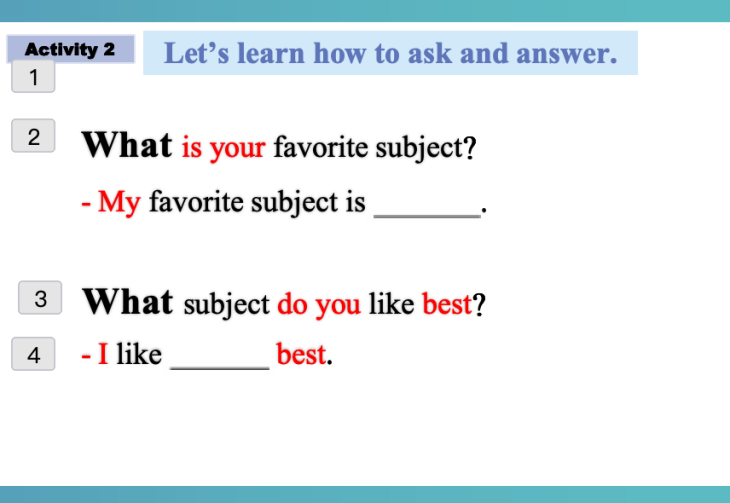 Activity 2 Let's learn how to ask and answer.
1
2 What is your favorite subject?
- My favorite subject is ________.
3 What subject do you like best?
4 - I like _______ best.